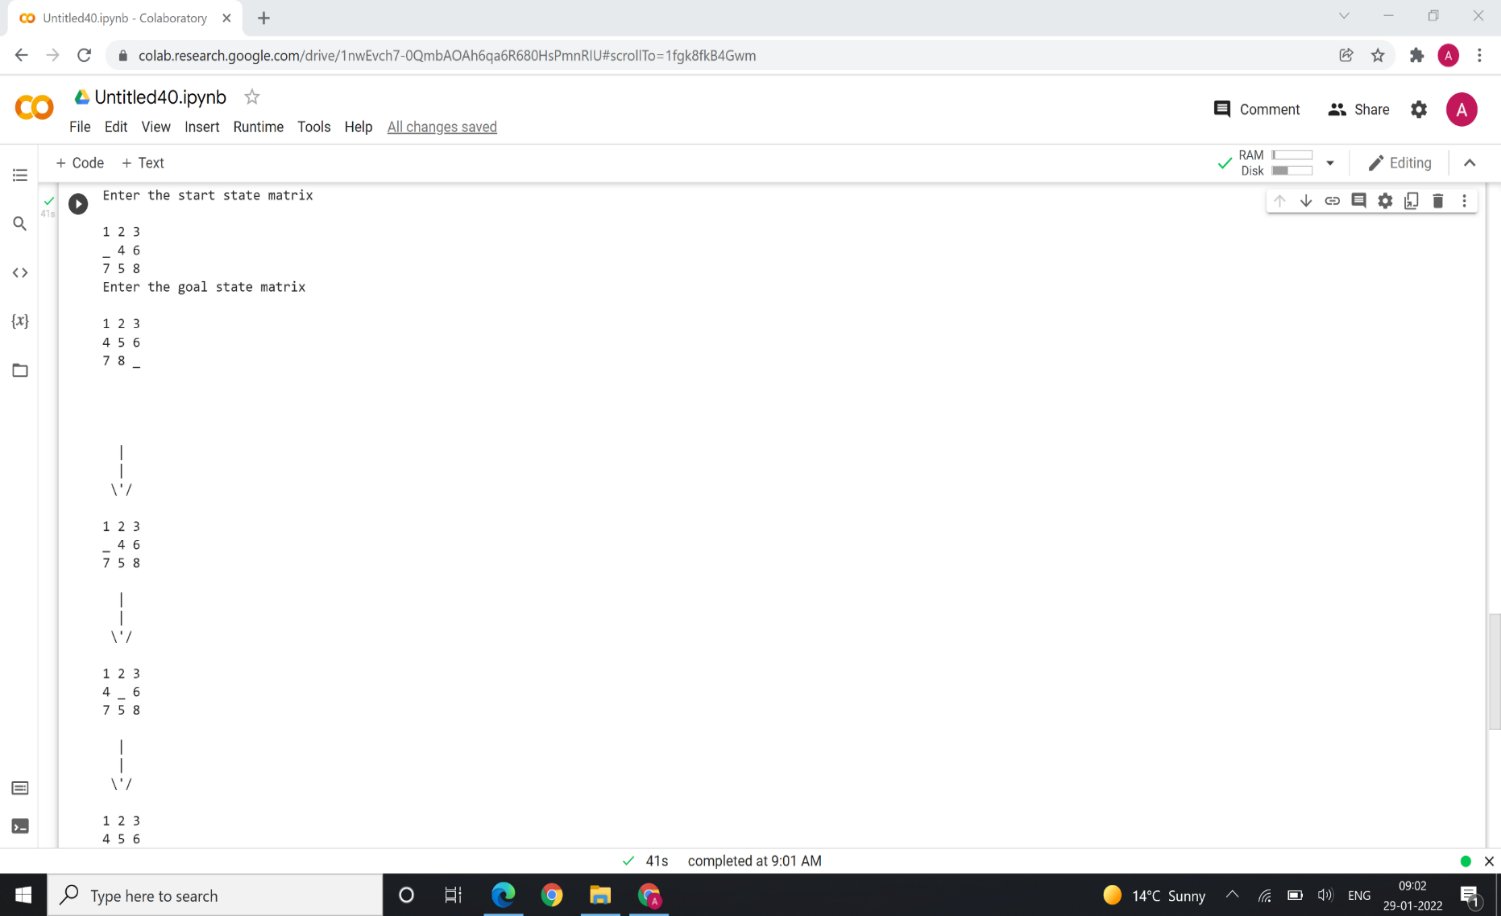 Untitled40.ipynb - Colaboratory
colab.research.google.com/drive/1nwEvch7-0QmbAOAh6qa6R680HsPmnRIU#scrollTo=1fgk8fkB4Gwm
A
Untitled40.ipynb
Comment
Share
A
File Edit View Insert Runtime Tools Help All changes saved
+ Code + Text
RAM
Disk
Editing
41s
Enter the start state matrix
1 2 3
_ 4 6
7 5 8
Enter the goal state matrix
1 2 3
4 5 6
7 8 _
|
|
\'/
1 2 3
_ 4 6
7 5 8
|
|
\'/
1 2 3
4 _ 6
7 5 8
|
|
\'/
1 2 3
4 5 6
41s completed at 9:01 AM
Type here to search
A
14°C Sunny
ENG
09:02
29-01-2022
1